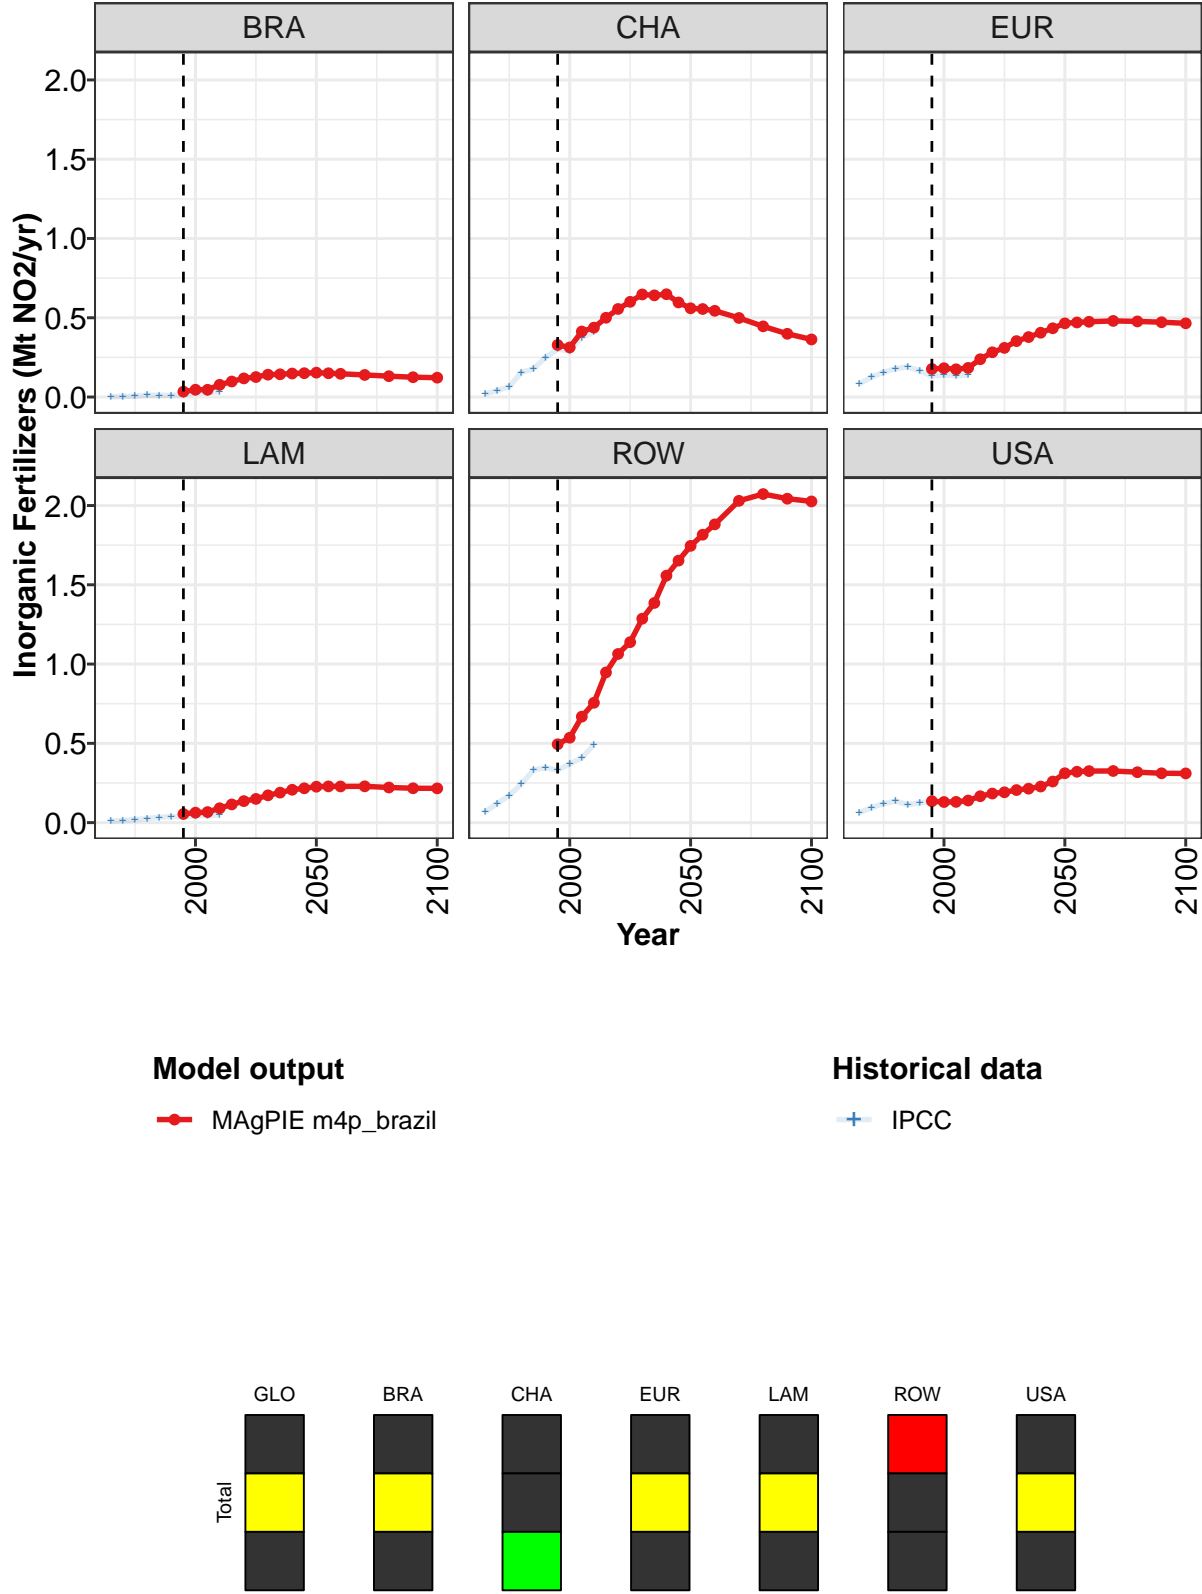 BRA CHA EUR
2.0
1.5
1.0
0.5
0.0
LAM ROW USA
2.0
1.5
1.0
0.5
0.0
Inorganic Fertilizers (Mt NO2/yr)
2000 2050 2100 2000 2050 2100 2000 2050 2100
Year
Model output Historical data
MAgPIE m4p_brazil IPCC
GLO BRA CHA EUR LAM ROW USA
Total